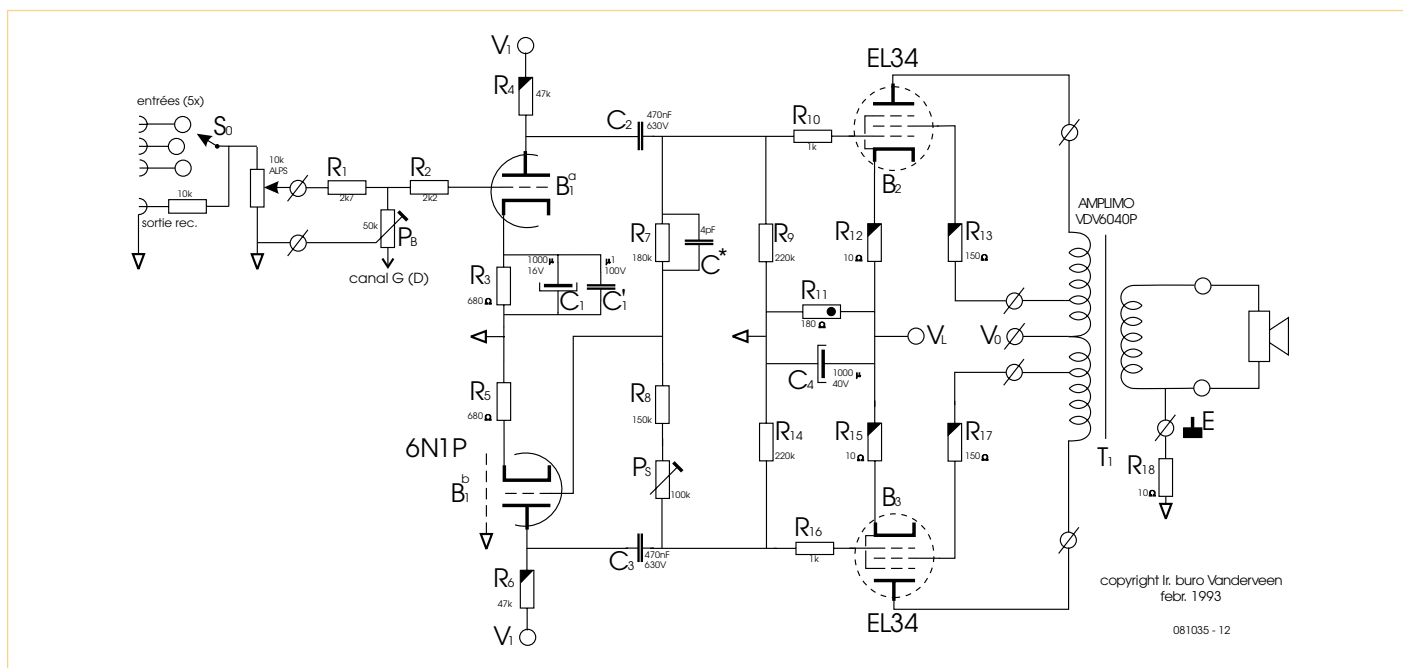 entrées (5x)
S0
10k
sortie rec.
10k
ALPS
R1
2k7
R2
2k2
50k
PB
canal G (D)
V1
R4
47k
B1a
R3
680Ω
1000µ
16V
C1
µ1
100V
C1'
R5
680Ω
6N1P
B1b
R6
47k
V1
C2
470nF
630V
R7
180k
4pF
C*
R8
150k
PS
100k
C3
470nF
630V
R9
220k
R10
1k
R11
180Ω
C4
1000µ
40V
R14
220k
R16
1k
EL34
B2
R12
10Ω
R13
150Ω
VL
V0
R15
10Ω
R17
150Ω
B3
EL34
AMPLIMO
VDV6040P
T1
E
R18
10Ω
copyright Ir. buro Vanderveen
febr. 1993
081035 - 12